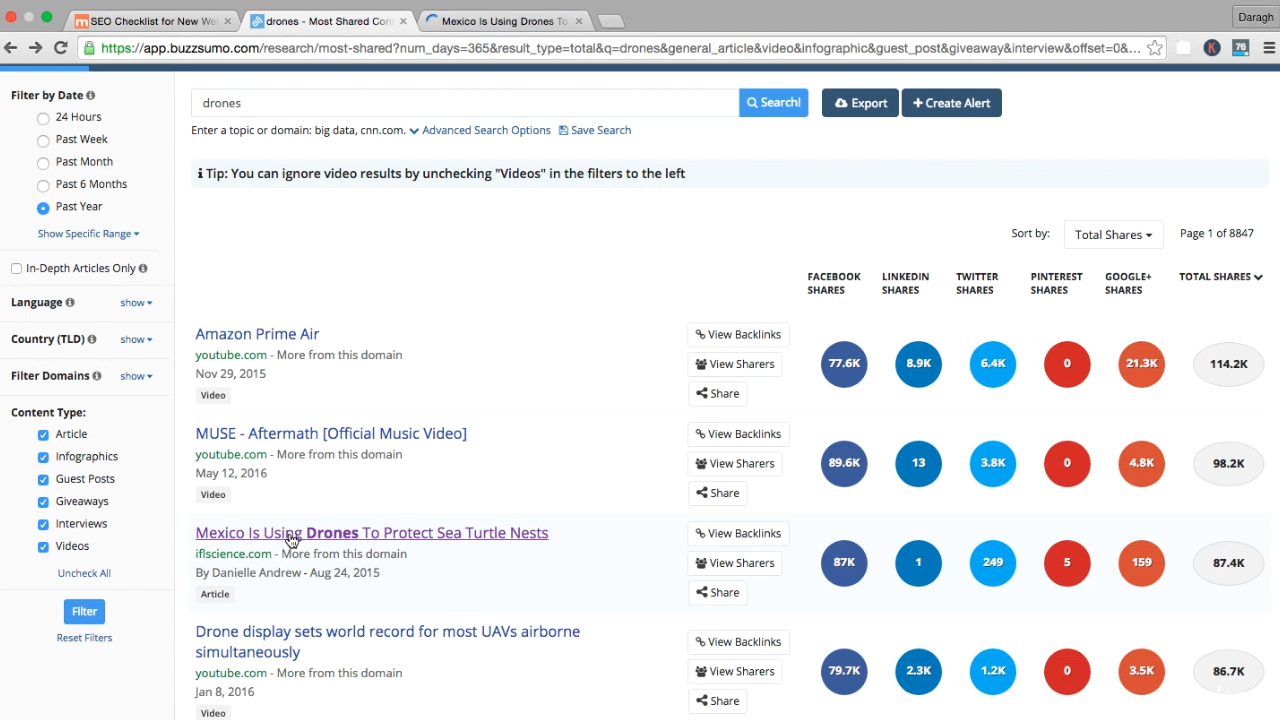 SEO Checklist for New We
drones - Most Shared Con
Mexico Is Using Drones To
Daragh
https://app.buzzsumo.com/research/most-shared?num_days=365&result_type=total&q=drones&general_article&video&infographic&guest_post&giveaway&interview&offset=0&...
K
76
Filter by Date
24 Hours
Past Week
Past Month
Past 6 Months
Past Year
Show Specific Range
In-Depth Articles Only
Language show
Country (TLD) show
Filter Domains show
Content Type:
Article
Infographics
Guest Posts
Giveaways
Interviews
Videos
Uncheck All
Filter
Reset Filters
drones
Search!
Export
+ Create Alert
Enter a topic or domain: big data, cnn.com. Advanced Search Options Save Search
Tip: You can ignore video results by unchecking "Videos" in the filters to the left
Sort by: Total Shares Page 1 of 8847
FACEBOOK SHARES
LINKEDIN SHARES
TWITTER SHARES
PINTEREST SHARES
GOOGLE+ SHARES
TOTAL SHARES
Amazon Prime Air
youtube.com - More from this domain
Nov 29, 2015
Video
View Backlinks
View Sharers
Share
77.6K 8.9K 6.4K 0 21.3K 114.2K
MUSE - Aftermath [Official Music Video]
youtube.com - More from this domain
May 12, 2016
Video
View Backlinks
View Sharers
Share
89.6K 13 3.8K 0 4.8K 98.2K
Mexico Is Using Drones To Protect Sea Turtle Nests
iflscience.com - More from this domain
By Danielle Andrew - Aug 24, 2015
Article
View Backlinks
View Sharers
Share
87K 1 249 5 159 87.4K
Drone display sets world record for most UAVs airborne
simultaneously
youtube.com - More from this domain
Jan 8, 2016
Video
View Backlinks
View Sharers
Share
79.7K 2.3K 1.2K 0 3.5K 86.7K